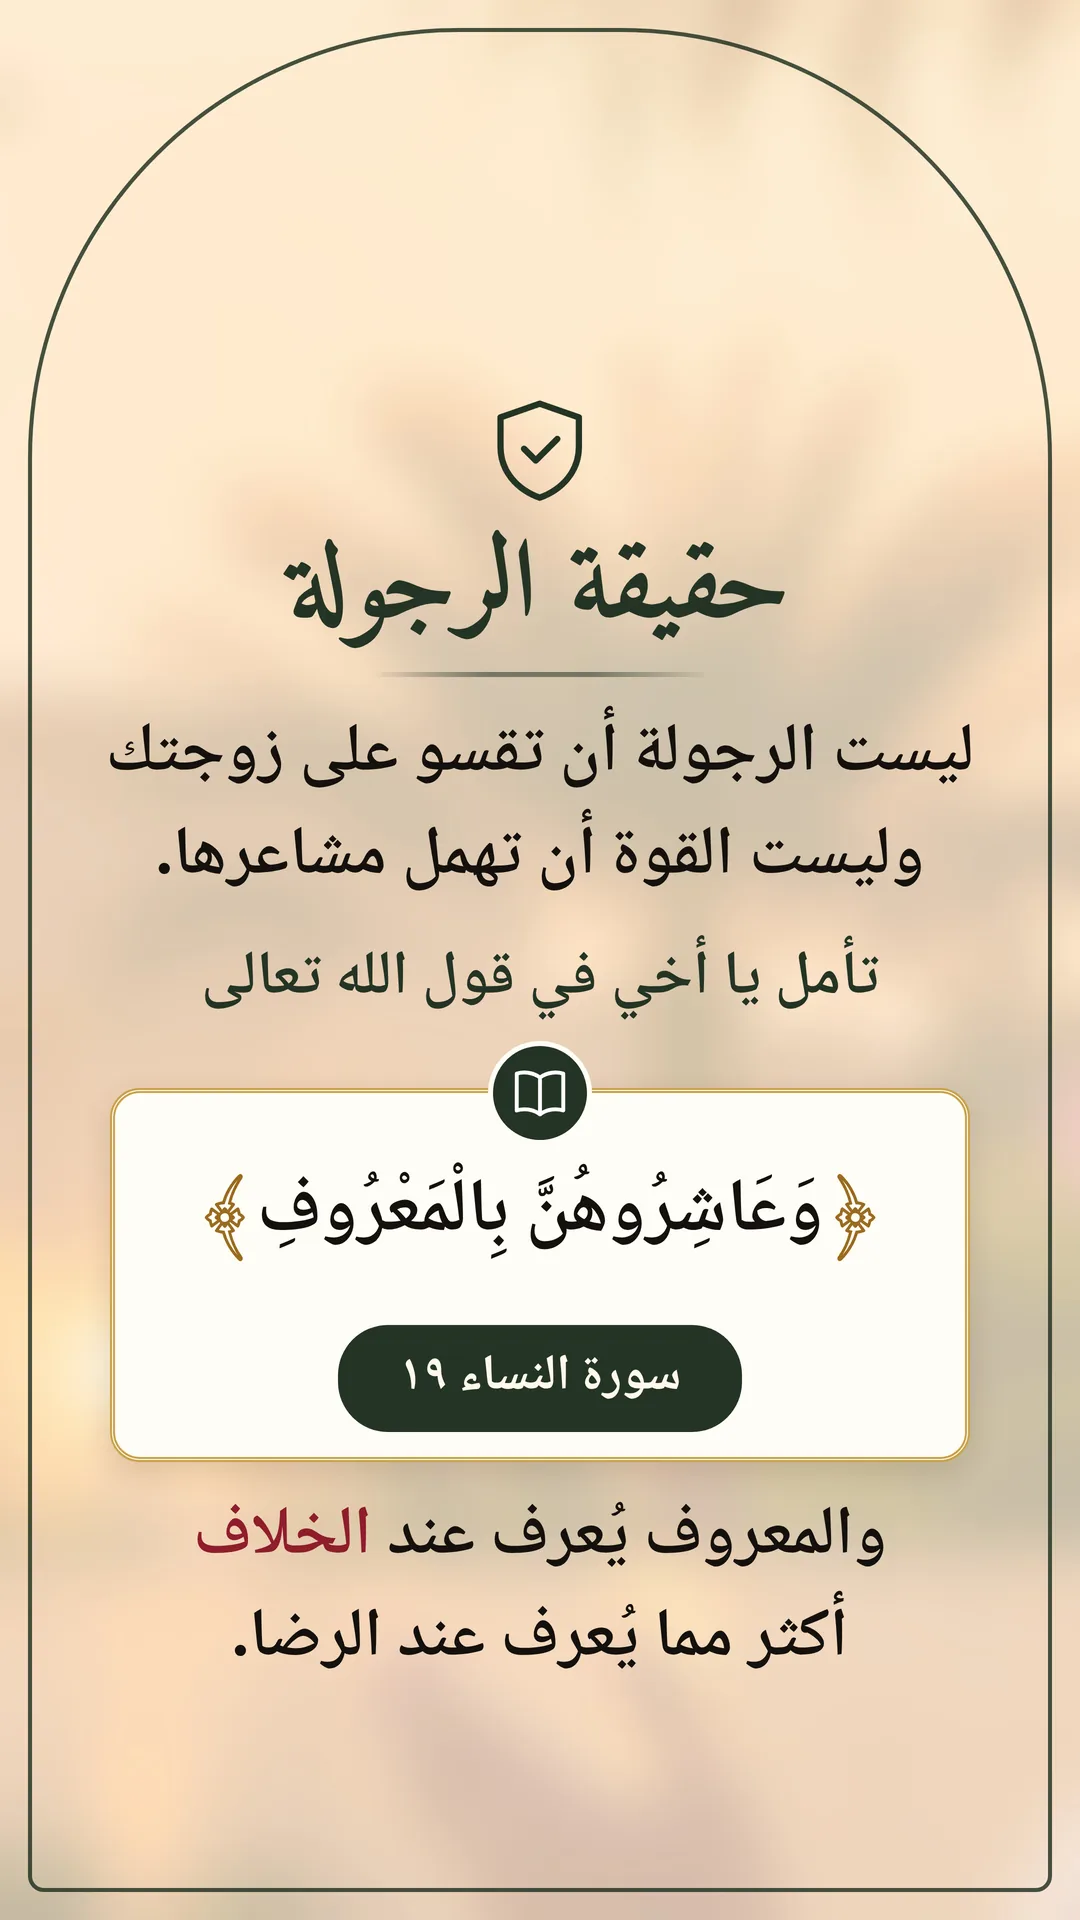 حقيقة الرجولة
ليست الرجولة أن تقسو على زوجتك
وليست القوة أن تهمل مشاعرها.
تأمل يا أخي في قول الله تعالى
﴿وَعَاشِرُوهُنَّ بِالْمَعْرُوفِ﴾
سورة النساء ١٩
والمعروف يُعرف عند الخلاف
أكثر مما يُعرف عند الرضا.